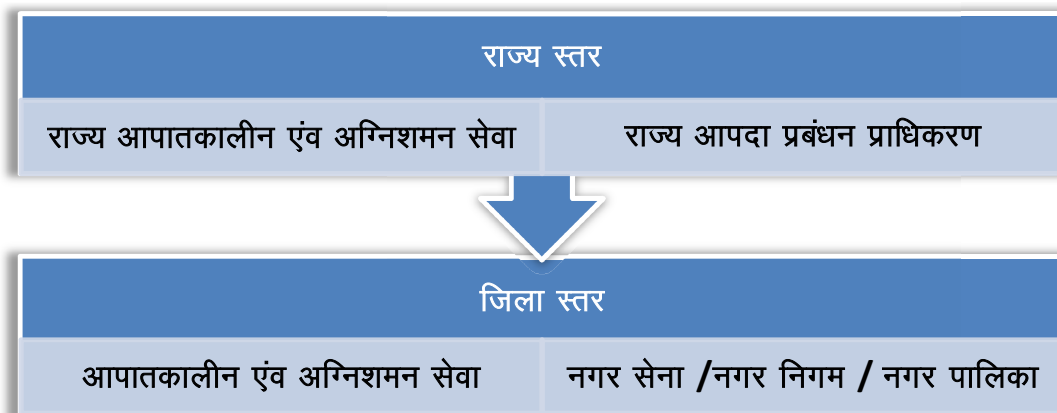 राज्य स्तर
राज्य आपातकालीन एंव अग्निशमन सेवा
राज्य आपदा प्रबंधन प्राधिकरण
जिला स्तर
आपातकालीन एंव अग्निशमन सेवा
नगर सेना /नगर निगम / नगर पालिका